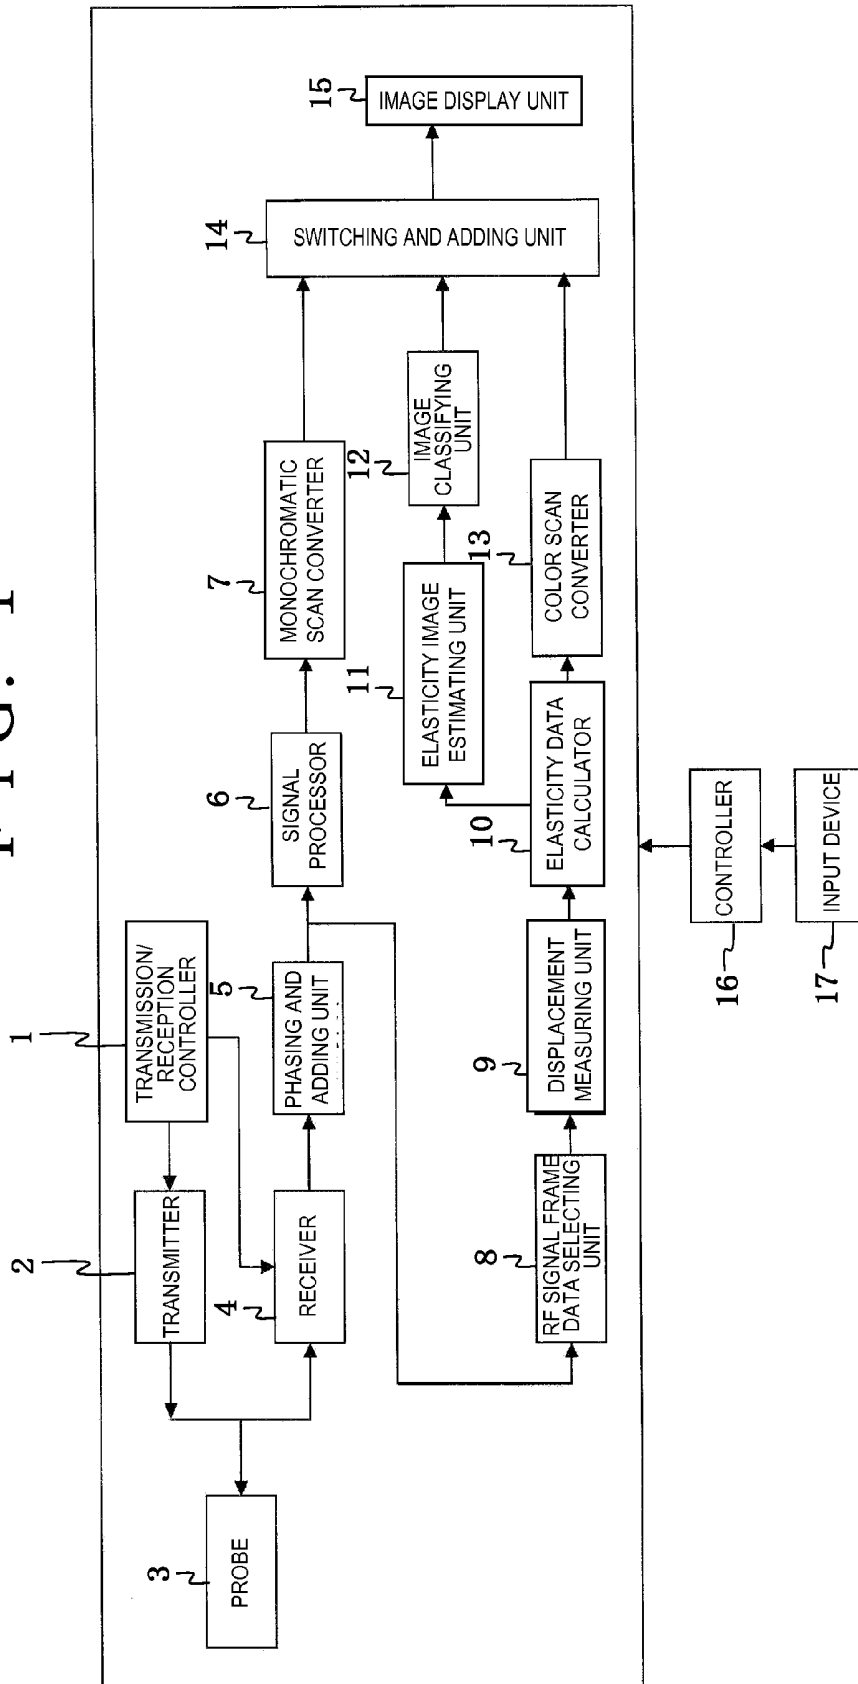 FIG. 1
1
TRANSMISSION/
RECEPTION
CONTROLLER
2
TRANSMITTER
3
PROBE
4
RECEIVER
5
PHASING AND
ADDING UNIT
6
SIGNAL
PROCESSOR
7
MONOCHROMATIC
SCAN CONVERTER
8
RF SIGNAL FRAME
DATA SELECTING
UNIT
9
DISPLACEMENT
MEASURING UNIT
10
ELASTICITY DATA
CALCULATOR
11
ELASTICITY IMAGE
ESTIMATING UNIT
12
IMAGE
CLASSIFYING
UNIT
13
COLOR SCAN
CONVERTER
14
SWITCHING AND ADDING UNIT
15
IMAGE DISPLAY UNIT
16
CONTROLLER
17
INPUT DEVICE